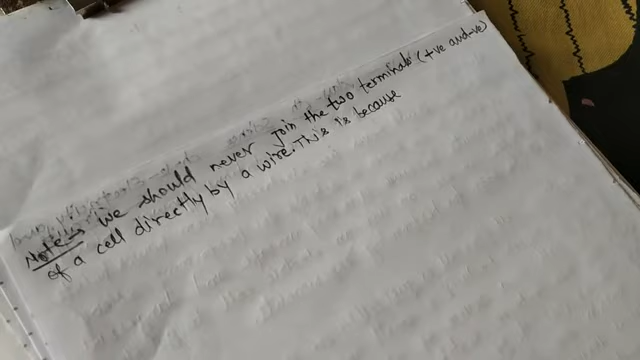 Note:- We should never join the two terminals (+ve and -ve)
of a cell directly by a wire. This is because